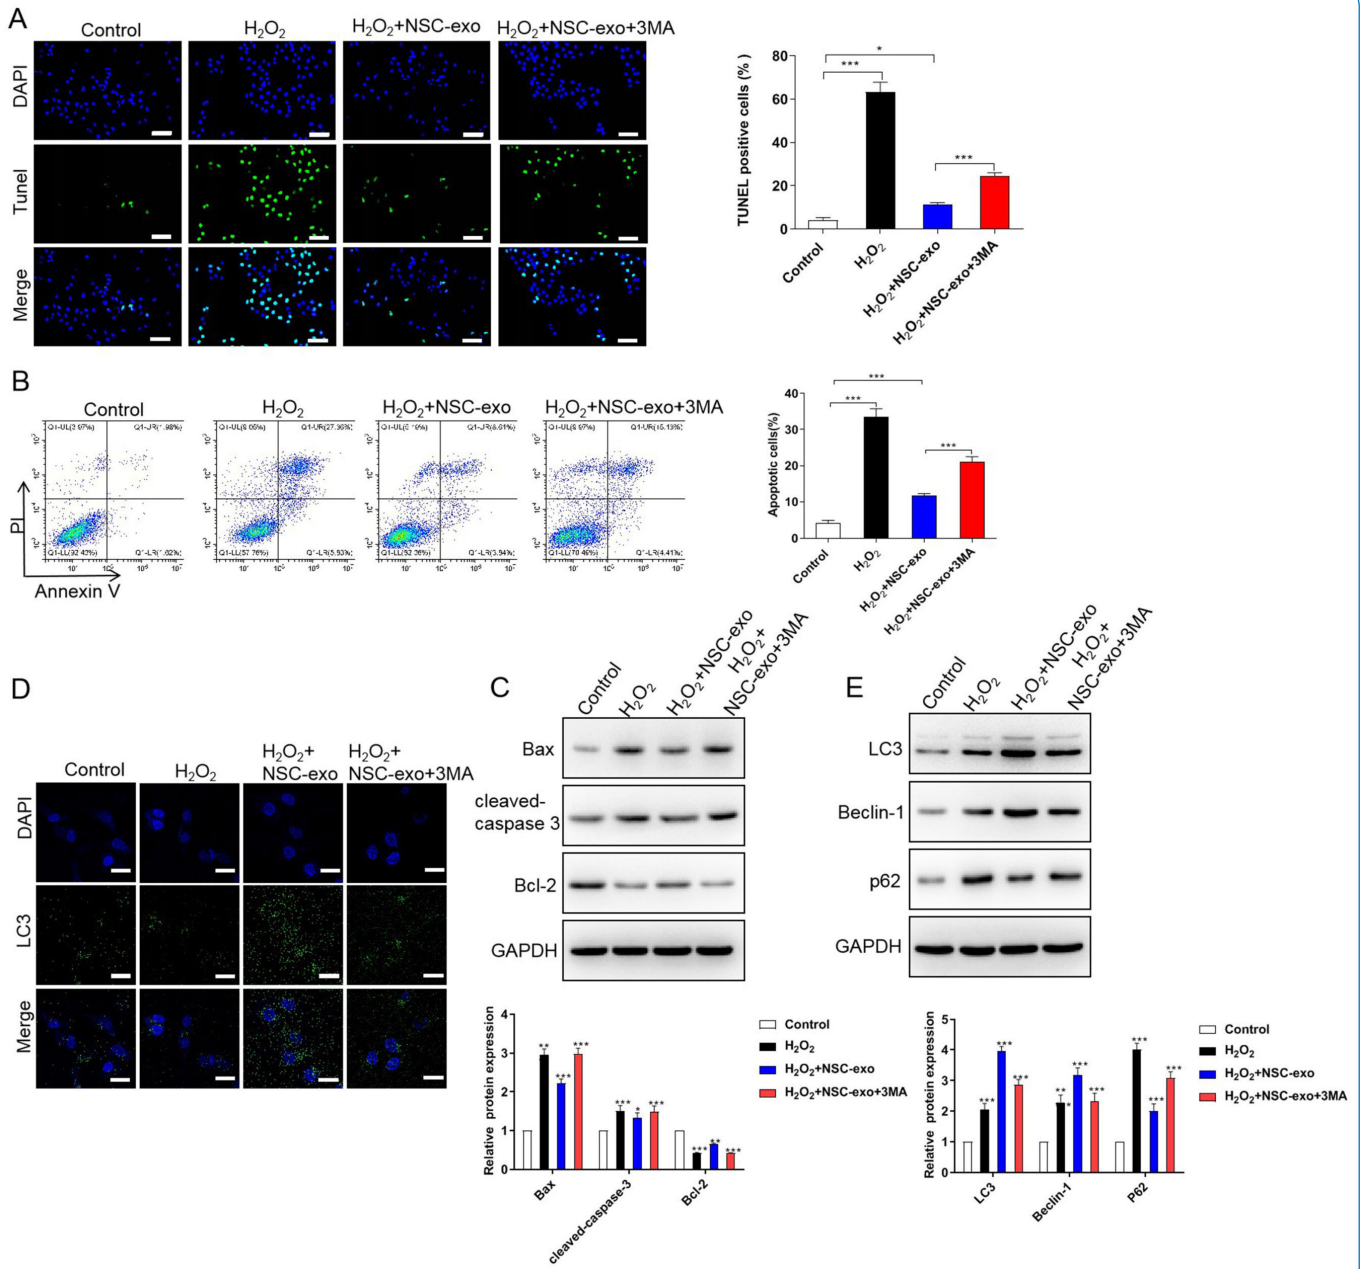 A
Control
H₂O₂
H₂O₂+NSC-exo
H₂O₂+NSC-exo+3MA
DAPI
Tunel
Merge
TUNEL positive cells (%)
80
60
40
20
0
*
***
***
Control
H₂O₂
H₂O₂+NSC-exo
H₂O₂+NSC-exo+3MA
B
Control
H₂O₂
H₂O₂+NSC-exo
H₂O₂+NSC-exo+3MA
PI
Annexin V
Apoptotic cells(%)
40
30
20
10
0
***
***
***
Control
H₂O₂
H₂O₂+NSC-exo
H₂O₂+NSC-exo+3MA
D
Control
H₂O₂
H₂O₂+
NSC-exo
H₂O₂+
NSC-exo+3MA
DAPI
LC3
Merge
C
Control
H₂O₂
H₂O₂+NSC-exo
H₂O₂+
NSC-exo+3MA
Bax
cleaved-
caspase 3
Bcl-2
GAPDH
Relative protein expression
4
3
2
1
0
** *** ***
*** * ***
*** ** ***
Bax
cleaved-caspase-3
Bcl-2
Control
H₂O₂
H₂O₂+NSC-exo
H₂O₂+NSC-exo+3MA
E
Control
H₂O₂
H₂O₂+NSC-exo
H₂O₂+
NSC-exo+3MA
LC3
Beclin-1
p62
GAPDH
Relative protein expression
5
4
3
2
1
0
*** *** ***
** * *** ***
*** *** ***
LC3
Beclin-1
P62
Control
H₂O₂
H₂O₂+NSC-exo
H₂O₂+NSC-exo+3MA